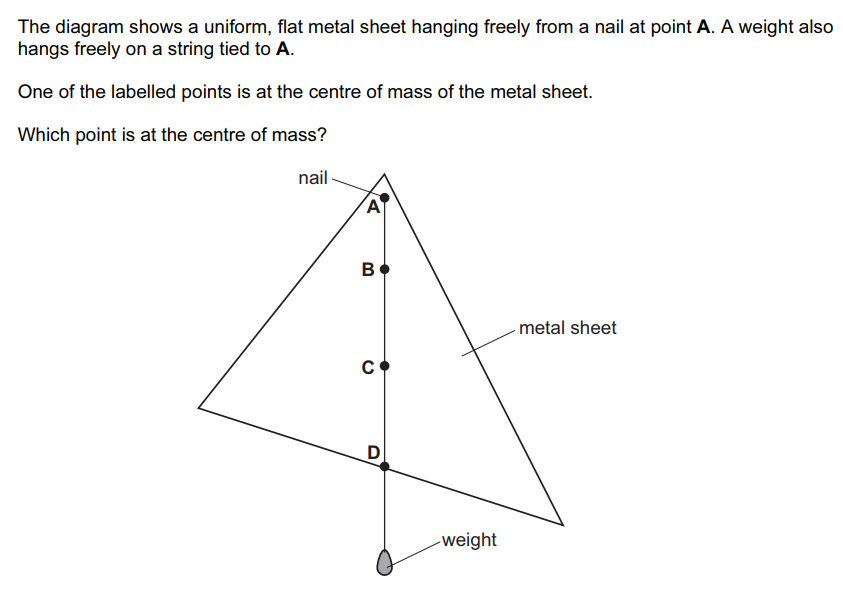 The diagram shows a uniform, flat metal sheet hanging freely from a nail at point A. A weight also
hangs freely on a string tied to A.
One of the labelled points is at the centre of mass of the metal sheet.
Which point is at the centre of mass?
nail
A
B
metal sheet
C
D
weight